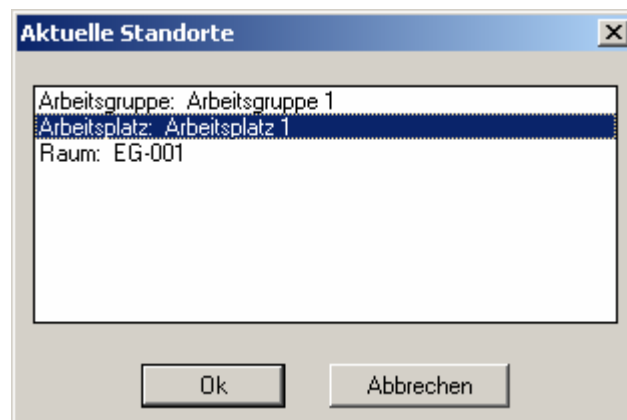 Aktuelle Standorte
Arbeitsgruppe: Arbeitsgruppe 1
Arbeitsplatz: Arbeitsplatz 1
Raum: EG-001
Ok Abbrechen